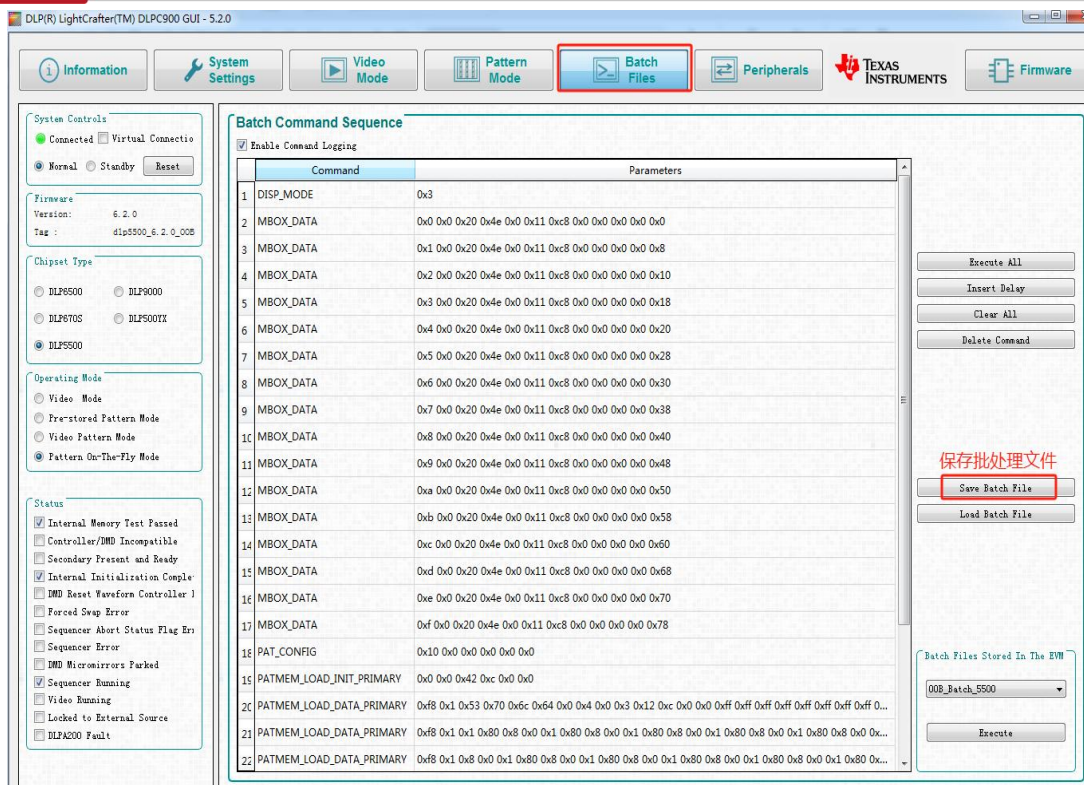 DLP(R) LightCrafter(TM) DLPC900 GUI - 5.2.0
Information
System Settings
Video Mode
Pattern Mode
Batch Files
Peripherals
TEXAS INSTRUMENTS
Firmware
System Controls
Connected Virtual Connectio
Normal Standby Reset
Firmware
Version: 6.2.0
Tag : dlp5500_6.2.0_OOB
Chipset Type
DLP6500 DLP9000
DLP670S DLP500YX
DLP5500
Operating Mode
Video Mode
Pre-stored Pattern Mode
Video Pattern Mode
Pattern On-The-Fly Mode
Status
Internal Memory Test Passed
Controller/DMD Incompatible
Secondary Present and Ready
Internal Initialization Comple
DMD Reset Waveform Controller
Forced Swap Error
Sequencer Abort Status Flag Err
Sequencer Error
DMD Micromirrors Parked
Sequencer Running
Video Running
Locked to External Source
DLPA200 Fault
Batch Command Sequence
Enable Command Logging
Command Parameters
1 DISP_MODE 0x3
2 MBOX_DATA 0x0 0x0 0x20 0x4e 0x0 0x11 0xc8 0x0 0x0 0x0 0x0 0x0
3 MBOX_DATA 0x1 0x0 0x20 0x4e 0x0 0x11 0xc8 0x0 0x0 0x0 0x0 0x8
4 MBOX_DATA 0x2 0x0 0x20 0x4e 0x0 0x11 0xc8 0x0 0x0 0x0 0x0 0x10
5 MBOX_DATA 0x3 0x0 0x20 0x4e 0x0 0x11 0xc8 0x0 0x0 0x0 0x0 0x18
6 MBOX_DATA 0x4 0x0 0x20 0x4e 0x0 0x11 0xc8 0x0 0x0 0x0 0x0 0x20
7 MBOX_DATA 0x5 0x0 0x20 0x4e 0x0 0x11 0xc8 0x0 0x0 0x0 0x0 0x28
8 MBOX_DATA 0x6 0x0 0x20 0x4e 0x0 0x11 0xc8 0x0 0x0 0x0 0x0 0x30
9 MBOX_DATA 0x7 0x0 0x20 0x4e 0x0 0x11 0xc8 0x0 0x0 0x0 0x0 0x38
10 MBOX_DATA 0x8 0x0 0x20 0x4e 0x0 0x11 0xc8 0x0 0x0 0x0 0x0 0x40
11 MBOX_DATA 0x9 0x0 0x20 0x4e 0x0 0x11 0xc8 0x0 0x0 0x0 0x0 0x48
12 MBOX_DATA 0xa 0x0 0x20 0x4e 0x0 0x11 0xc8 0x0 0x0 0x0 0x0 0x50
13 MBOX_DATA 0xb 0x0 0x20 0x4e 0x0 0x11 0xc8 0x0 0x0 0x0 0x0 0x58
14 MBOX_DATA 0xc 0x0 0x20 0x4e 0x0 0x11 0xc8 0x0 0x0 0x0 0x0 0x60
15 MBOX_DATA 0xd 0x0 0x20 0x4e 0x0 0x11 0xc8 0x0 0x0 0x0 0x0 0x68
16 MBOX_DATA 0xe 0x0 0x20 0x4e 0x0 0x11 0xc8 0x0 0x0 0x0 0x0 0x70
17 MBOX_DATA 0xf 0x0 0x20 0x4e 0x0 0x11 0xc8 0x0 0x0 0x0 0x0 0x78
18 PAT_CONFIG 0x10 0x0 0x0 0x0 0x0 0x0
19 PATMEM_LOAD_INIT_PRIMARY 0x0 0x0 0x42 0xc 0x0 0x0
20 PATMEM_LOAD_DATA_PRIMARY 0xf8 0x1 0x53 0x70 0x6c 0x64 0x0 0x4 0x0 0x3 0x12 0xc 0x0 0x0 0xff 0xff 0xff 0xff 0xff 0xff 0xff 0xff 0...
21 PATMEM_LOAD_DATA_PRIMARY 0xf8 0x1 0x1 0x80 0x8 0x0 0x1 0x80 0x8 0x0 0x1 0x80 0x8 0x0 0x1 0x80 0x8 0x0 0x1 0x80 0x8 0x0 0x...
22 PATMEM_LOAD_DATA_PRIMARY 0xf8 0x1 0x8 0x0 0x1 0x80 0x8 0x0 0x1 0x80 0x8 0x0 0x1 0x80 0x8 0x0 0x1 0x80 0x8 0x0 0x1 0x80 0x...
Execute All
Insert Delay
Clear All
Delete Command
保存批处理文件
Save Batch File
Load Batch File
Batch Files Stored In The EVM
OOB_Batch_5500
Execute